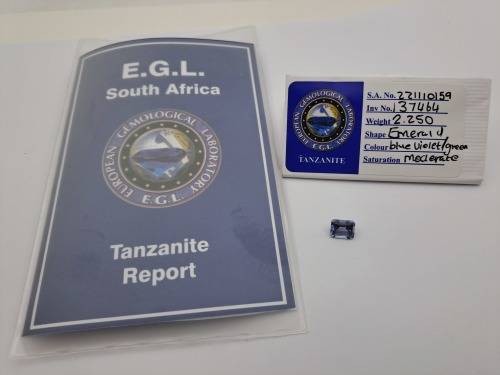 E.G.L.
South Africa
EUROPEAN GEMOLOGICAL LABORATORY
E.G.L.
Tanzanite
Report
TANZANITE
S.A. No. 221110159
Inv No. 137464
Weight 2.250
Shape Emerald
Colour blue violet/green
Saturation moderate